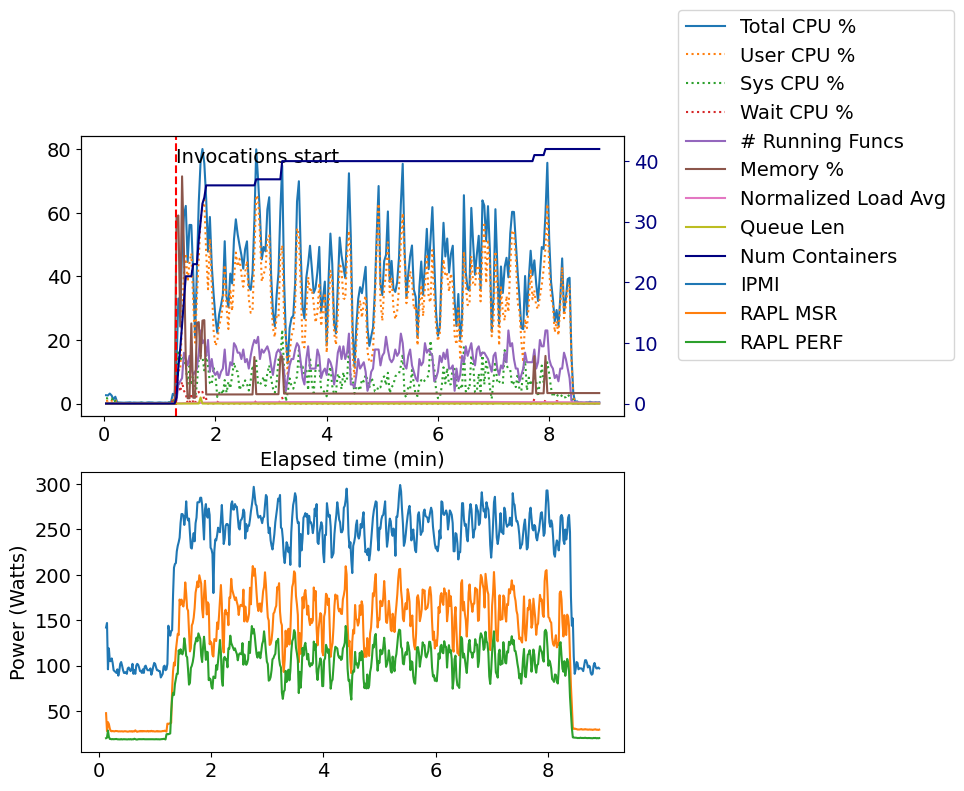 Total CPU %
User CPU %
Sys CPU %
Wait CPU %
# Running Funcs
Memory %
Normalized Load Avg
Queue Len
Num Containers
IPMI
RAPL MSR
RAPL PERF
Invocations start
80
60
40
20
0
40
30
20
10
0
0 2 4 6 8
Elapsed time (min)
Power (Watts)
300
250
200
150
100
50
0 2 4 6 8